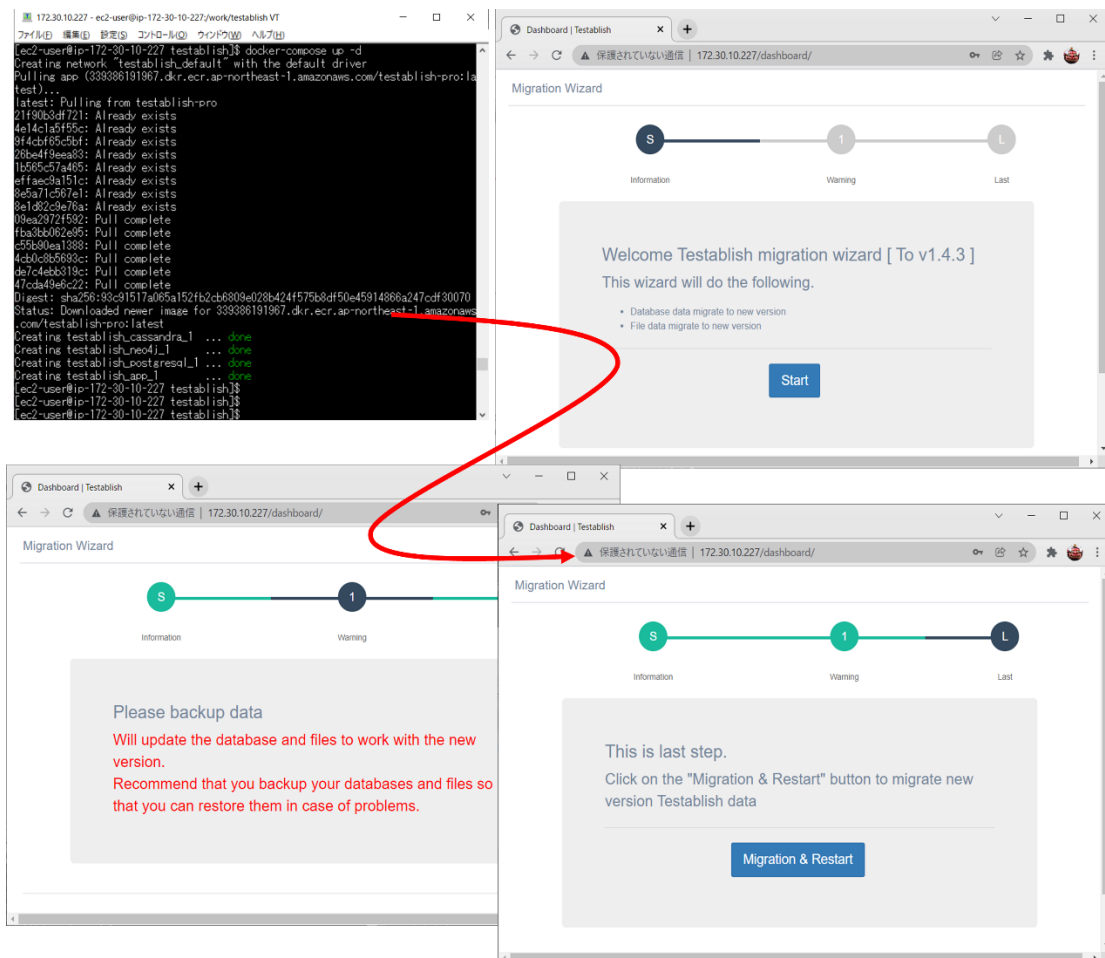 172.30.10.227 - ec2-user@ip-172-30-10-227:/work/testablish VT
ファイル(F) 編集(E) 設定(S) コントロール(O) ウィンドウ(W) ヘルプ(H)
[ec2-user@ip-172-30-10-227 testablish]$ docker-compose up -d
Creating network "testablish_default" with the default driver
Pulling app (339386191967.dkr.ecr.ap-northeast-1.amazonaws.com/testablish-pro:la
test)...
latest: Pulling from testablish-pro
21f90b3df721: Already exists
4e14c1a5f55c: Already exists
9f4cbf65c5bf: Already exists
26be4f9eea83: Already exists
1b565c57a465: Already exists
effaec9a151c: Already exists
8e5a71c567e1: Already exists
8e1d82c9e76a: Already exists
09ea2972f592: Pull complete
fba3bb062e95: Pull complete
c55b90ea1388: Pull complete
4cb0c8b5693c: Pull complete
de7c4ebb319c: Pull complete
47cda49e6c22: Pull complete
Digest: sha256:93c91517a065a152fb2cb6809e028b424f575b8df50e45914866a247cdf30070
Status: Downloaded newer image for 339386191967.dkr.ecr.ap-northeast-1.amazonaws
.com/testablish-pro:latest
Creating testablish_cassandra_1 ... done
Creating testablish_neo4j_1 ... done
Creating testablish_postgresql_1 ... done
Creating testablish_app_1 ... done
[ec2-user@ip-172-30-10-227 testablish]$
[ec2-user@ip-172-30-10-227 testablish]$
[ec2-user@ip-172-30-10-227 testablish]$
Dashboard | Testablish
保護されていない通信 | 172.30.10.227/dashboard/
Migration Wizard
S 1 L
Information Warning Last
Welcome Testablish migration wizard [ To v1.4.3 ]
This wizard will do the following.
• Database data migrate to new version
• File data migrate to new version
Start
Dashboard | Testablish
保護されていない通信 | 172.30.10.227/dashboard/
Migration Wizard
S 1
Information Warning
Please backup data
Will update the database and files to work with the new
version.
Recommend that you backup your databases and files so
that you can restore them in case of problems.
Dashboard | Testablish
保護されていない通信 | 172.30.10.227/dashboard/
Migration Wizard
S 1 L
Information Warning Last
This is last step.
Click on the "Migration & Restart" button to migrate new
version Testablish data
Migration & Restart